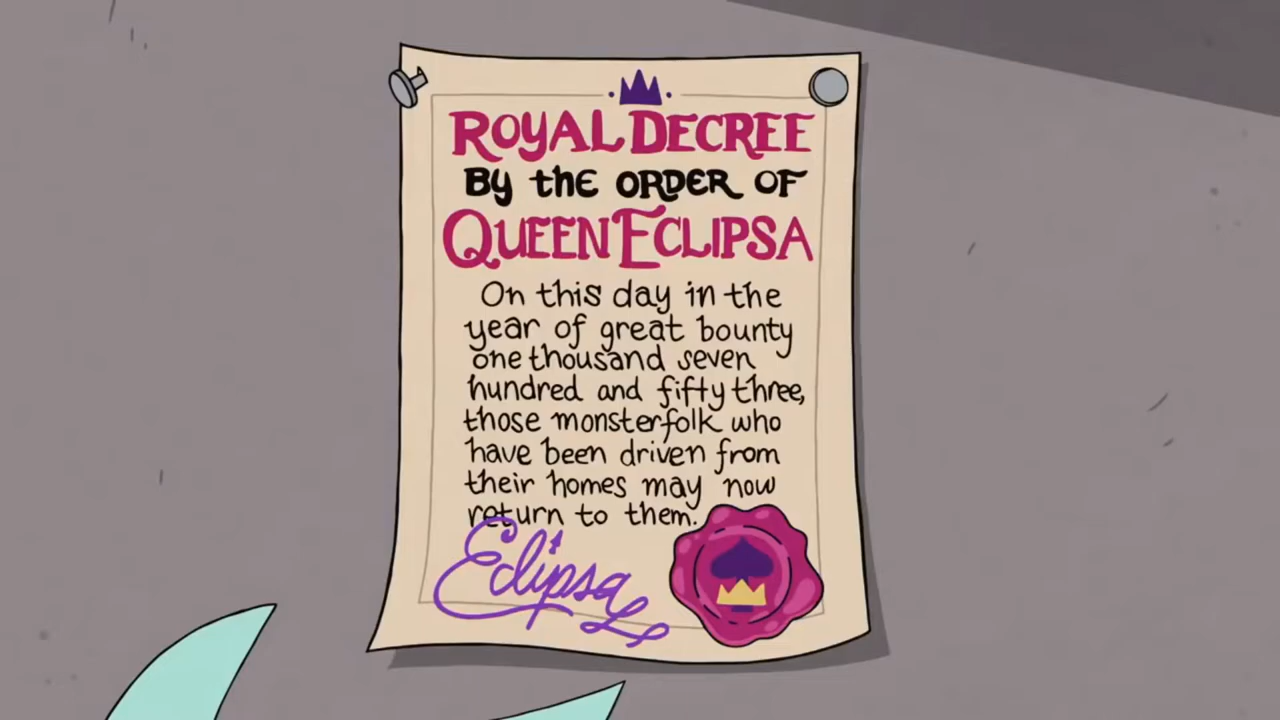 ROYAL DECREE
By the ORDER OF
QUEEN ECLIPSA
On this day in the
year of great bounty
one thousand seven
hundred and fifty three,
those monsterfolk who
have been driven from
their homes may now
return to them.
Eclipsa